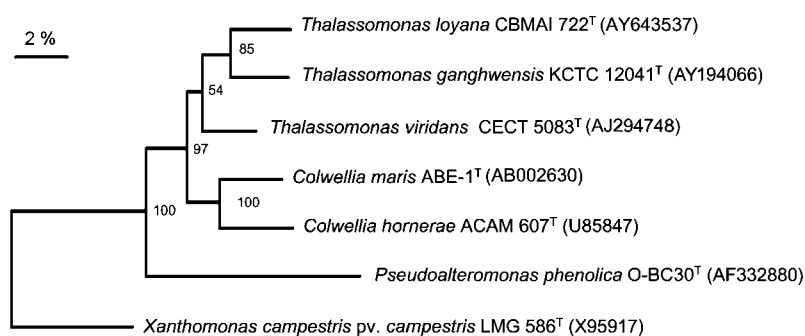 Thalassomonas loyana CBMAI 722ᵀ (AY643537)
2 %
85
Thalassomonas ganghwensis KCTC 12041ᵀ (AY194066)
54
Thalassomonas viridans CECT 5083ᵀ (AJ294748)
97
Colwellia maris ABE-1ᵀ (AB002630)
100
100
Colwellia hornerae ACAM 607ᵀ (U85847)
Pseudoalteromonas phenolica O-BC30ᵀ (AF332880)
Xanthomonas campestris pv. campestris LMG 586ᵀ (X95917)